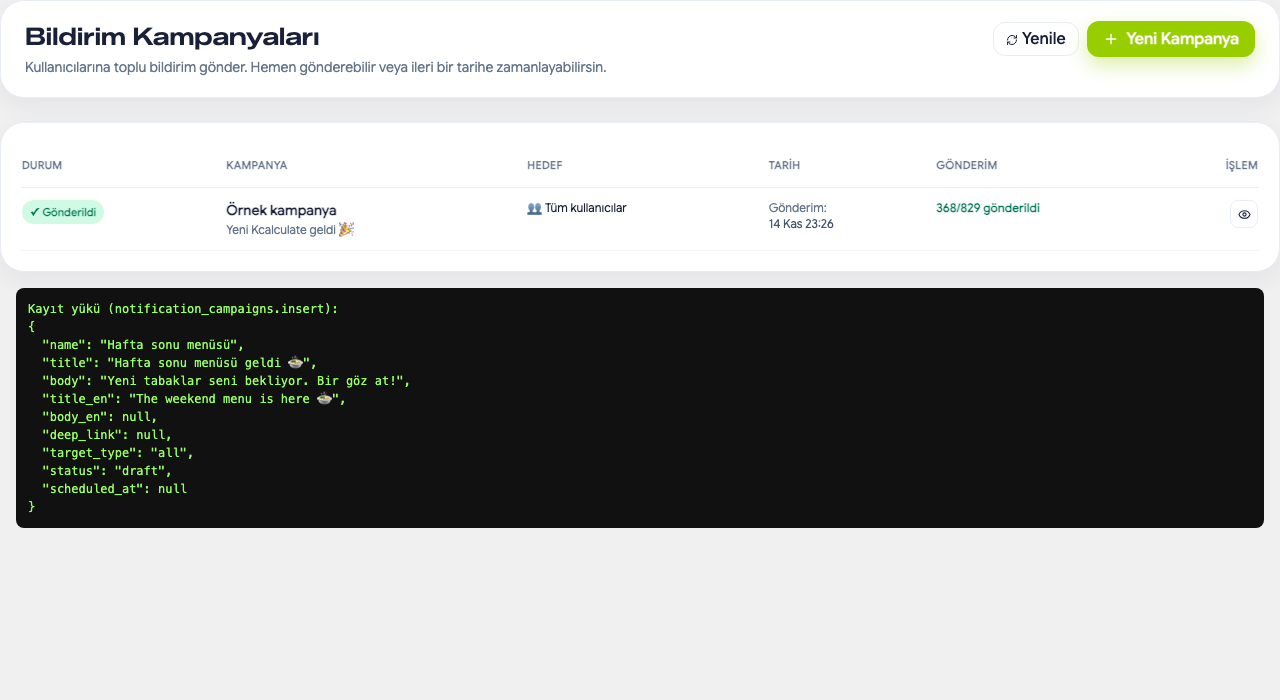 Bildirim Kampanyaları
Kullanıcılarına toplu bildirim gönder. Hemen gönderebilir veya ileri bir tarihe zamanlayabilirsin.
Yenile
+ Yeni Kampanya
DURUM KAMPANYA HEDEF TARİH GÖNDERİM İŞLEM
✓ Gönderildi
Örnek kampanya
Yeni Kcalculate geldi 🎉
👥 Tüm kullanıcılar
Gönderim:
14 Kas 23:26
368/829 gönderildi
Kayıt yükü (notification_campaigns.insert):
{
  "name": "Hafta sonu menüsü",
  "title": "Hafta sonu menüsü geldi 🍲",
  "body": "Yeni tabaklar seni bekliyor. Bir göz at!",
  "title_en": "The weekend menu is here 🍲",
  "body_en": null,
  "deep_link": null,
  "target_type": "all",
  "status": "draft",
  "scheduled_at": null
}